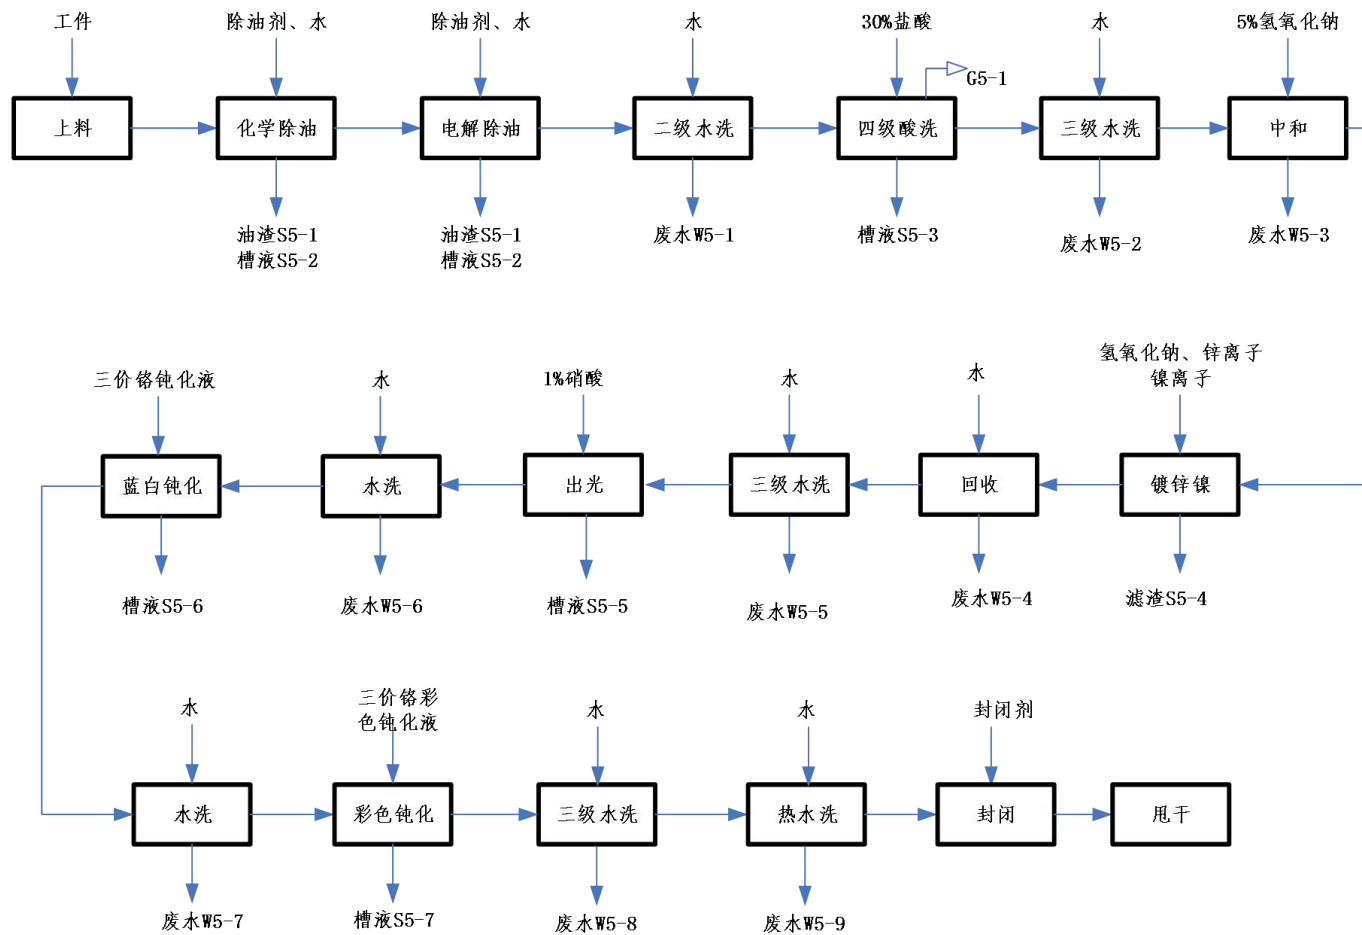 工件
除油剂、水
除油剂、水
水
30%盐酸
水
5%氢氧化钠
G5-1
上料
化学除油
电解除油
二级水洗
四级酸洗
三级水洗
中和
油渣S5-1
槽液S5-2
油渣S5-1
槽液S5-2
废水W5-1
槽液S5-3
废水W5-2
废水W5-3
三价铬钝化液
水
1%硝酸
水
水
氢氧化钠、锌离子
镍离子
蓝白钝化
水洗
出光
三级水洗
回收
镀锌镍
槽液S5-6
废水W5-6
槽液S5-5
废水W5-5
废水W5-4
滤渣S5-4
水
三价铬彩
色钝化液
水
水
封闭剂
水洗
彩色钝化
三级水洗
热水洗
封闭
甩干
废水W5-7
槽液S5-7
废水W5-8
废水W5-9